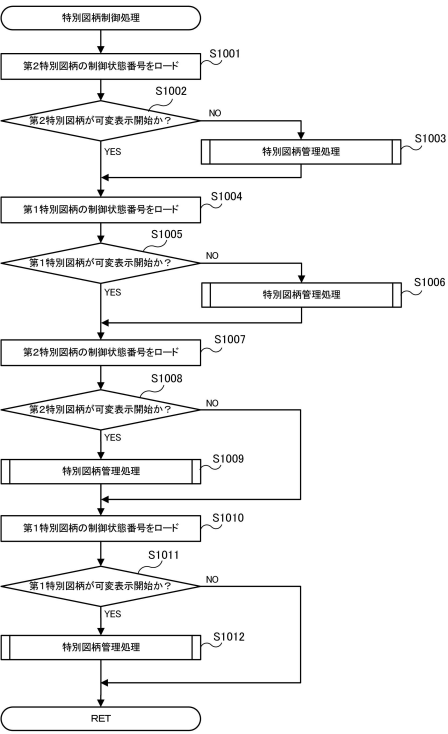 特別図柄制御処理
S1001
第2特別図柄の制御状態番号をロード
S1002
第2特別図柄が可変表示開始か？
NO
YES
S1003
特別図柄管理処理
S1004
第1特別図柄の制御状態番号をロード
S1005
第1特別図柄が可変表示開始か？
NO
YES
S1006
特別図柄管理処理
S1007
第2特別図柄の制御状態番号をロード
S1008
第2特別図柄が可変表示開始か？
NO
YES
S1009
特別図柄管理処理
S1010
第1特別図柄の制御状態番号をロード
S1011
第1特別図柄が可変表示開始か？
NO
YES
S1012
特別図柄管理処理
RET